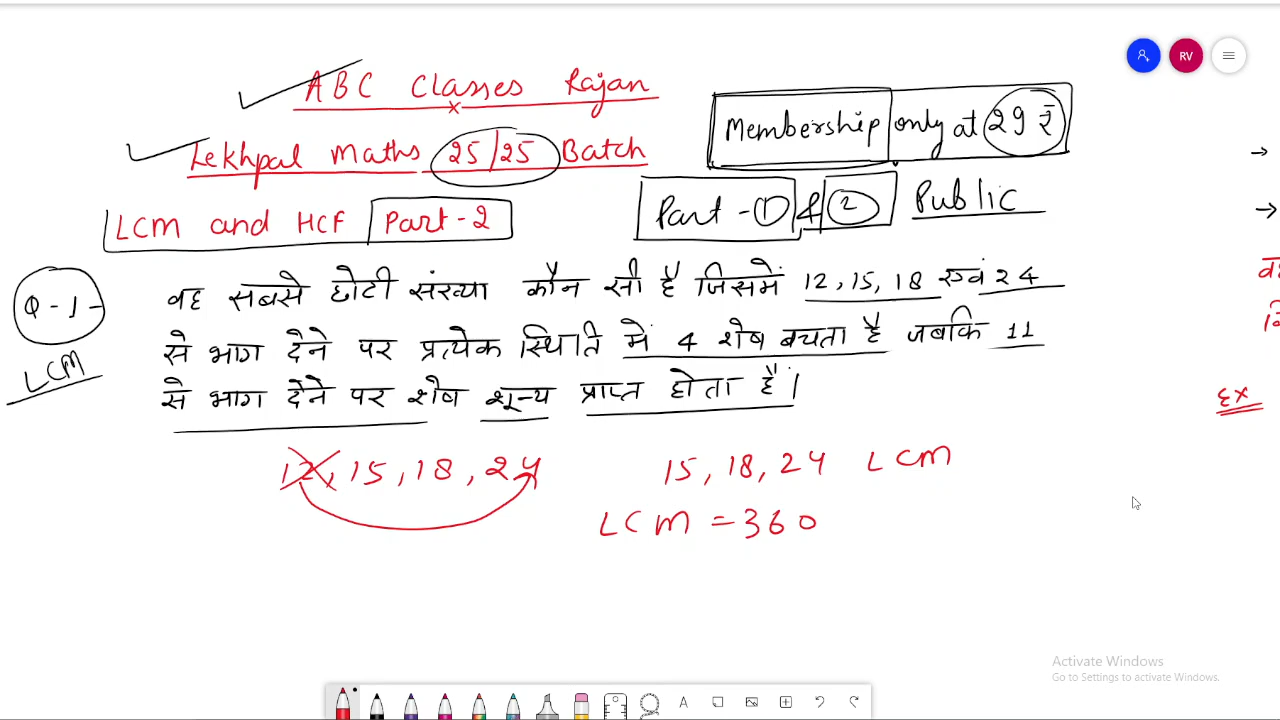 RV
ABC Classes Rajan
Membership only at 29 ₹
Lekhpal Maths 25/25 Batch
LCM and HCF Part-2
Part-① & ② Public
Q-1- वह सबसे छोटी संख्या कौन सी है जिसमें 12, 15, 18 एवं 24
से भाग देने पर प्रत्येक स्थिति में 4 शेष बचता है जबकि 11
LCM
से भाग देने पर शेष शून्य प्राप्त होता है।
Ex
12, 15, 18, 24
15, 18, 24 LCM
LCM = 360
Activate Windows
Go to Settings to activate Windows.
A